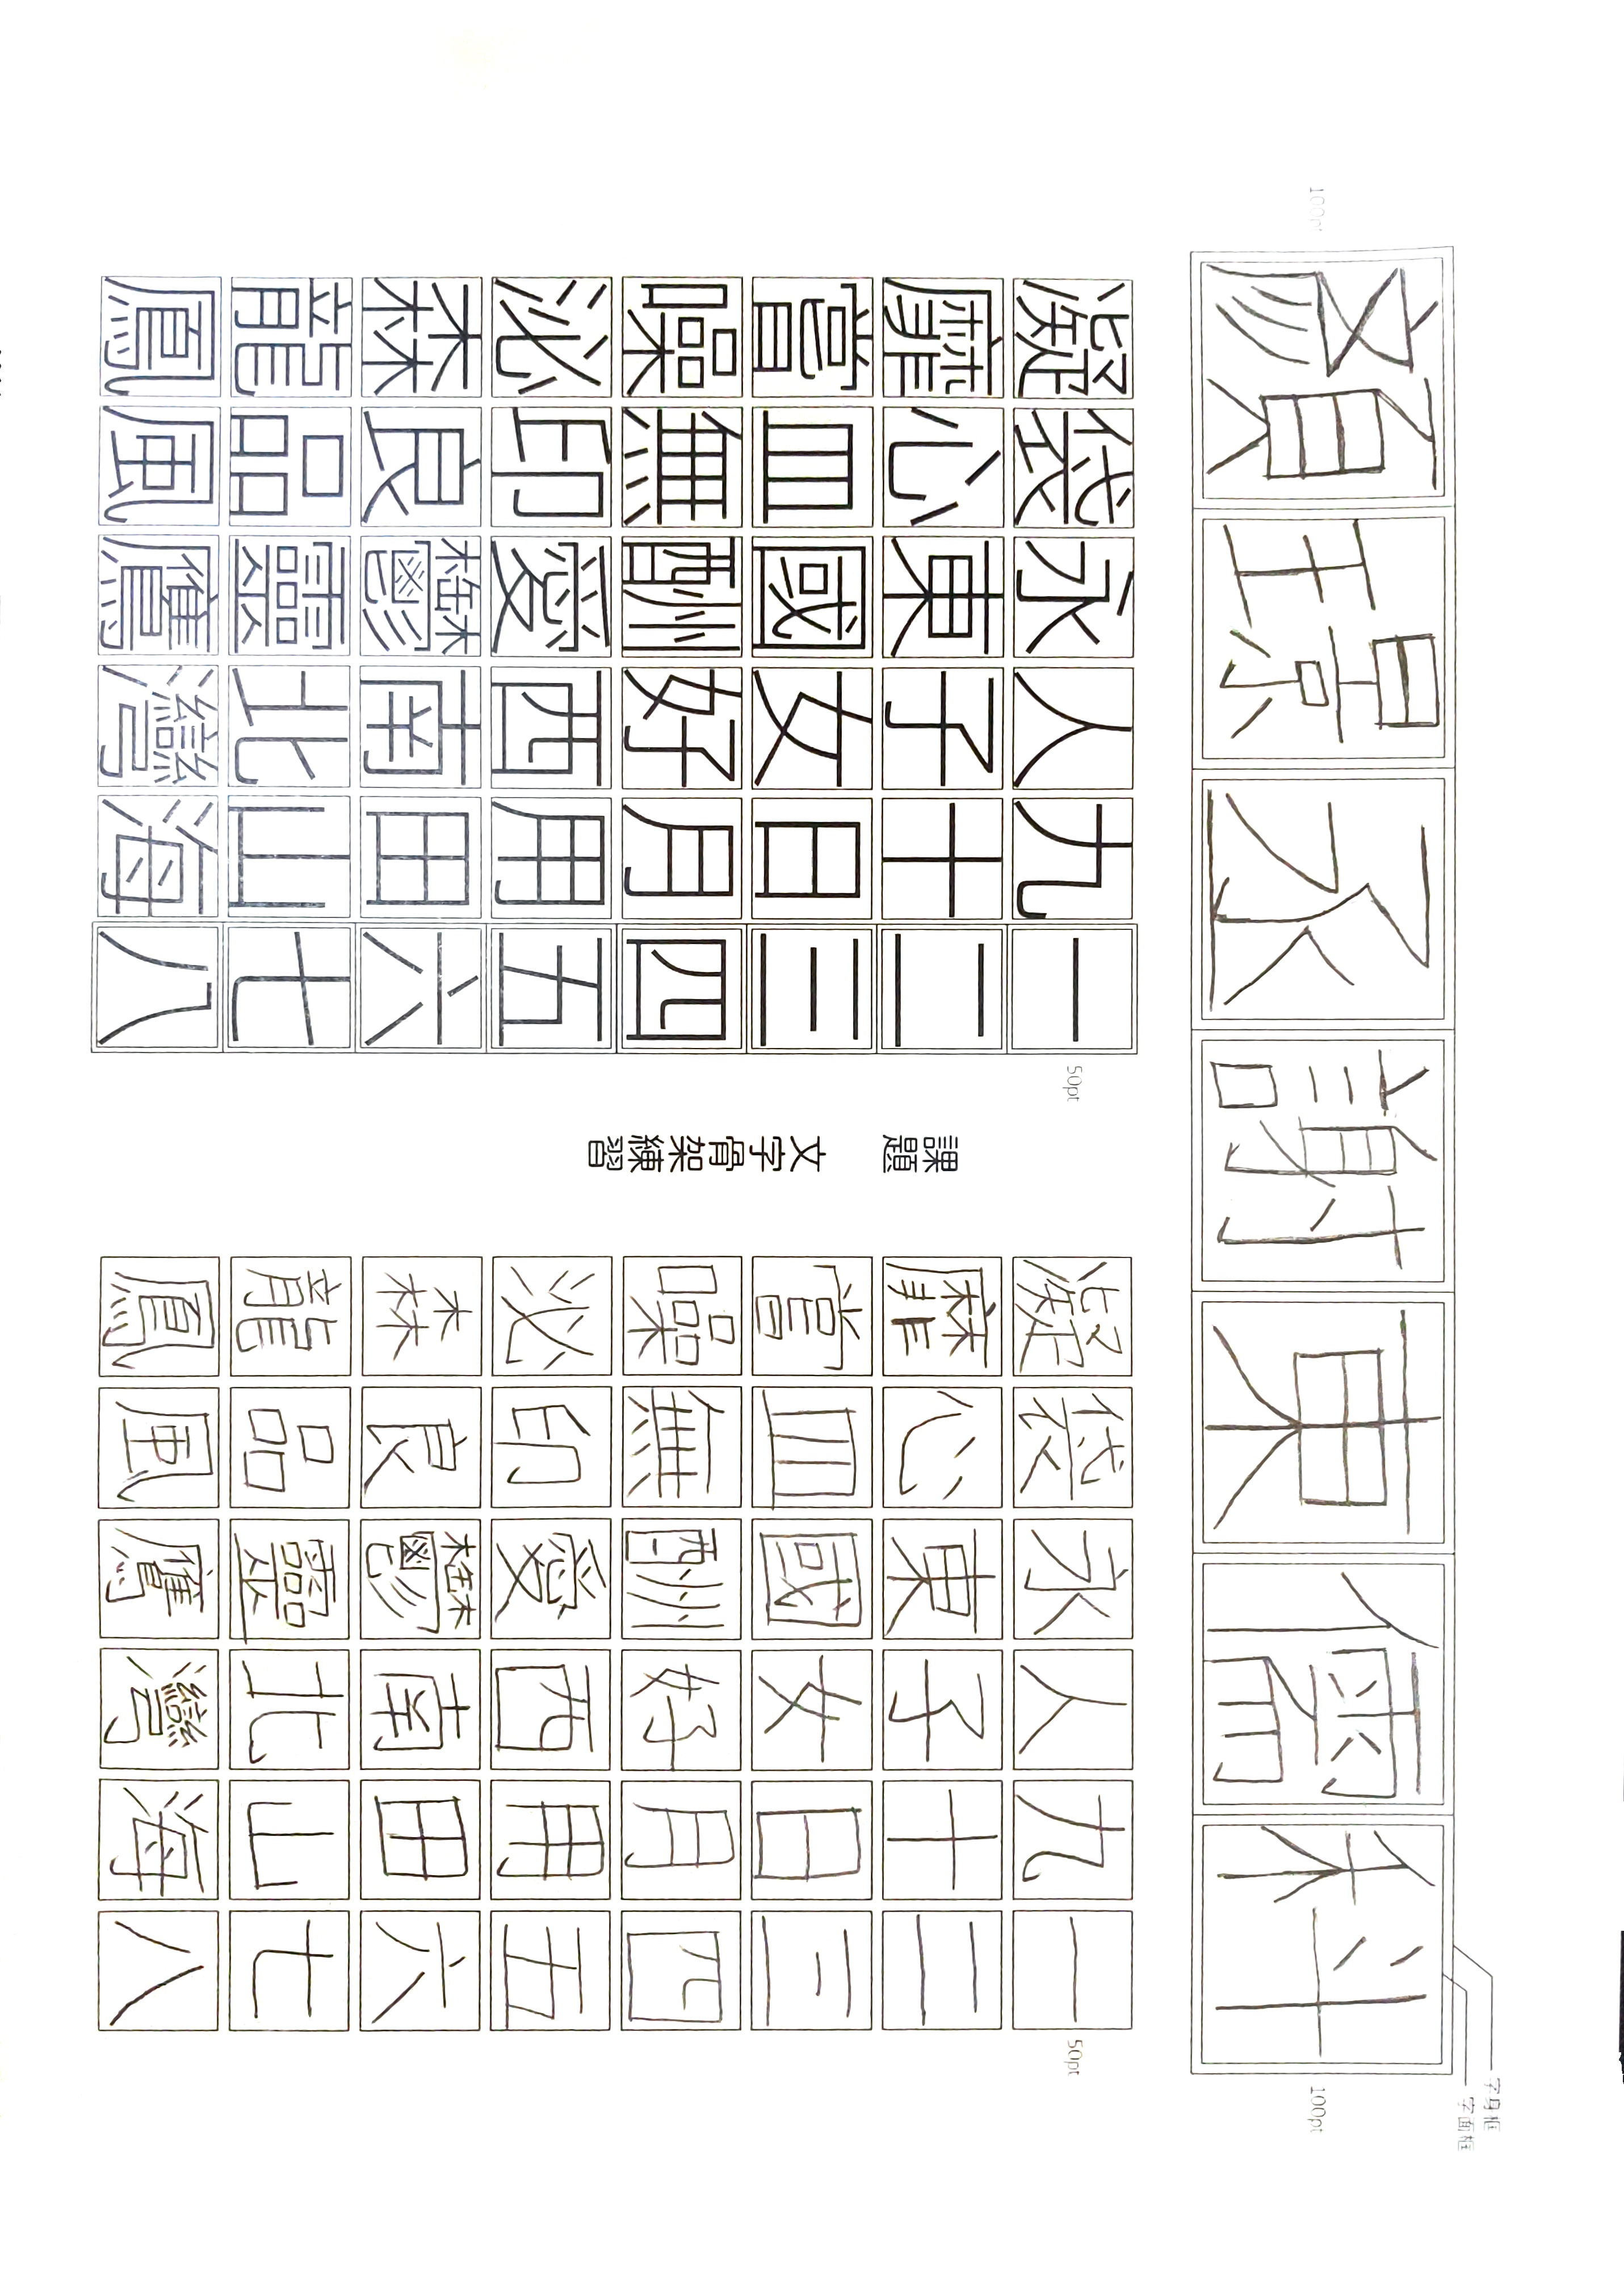 字身框
字面框
100pt
顏璟丞謝東儒科
100pt
一二三四五六七八
九十日月用田山海
人子女好西南北灣
永東國酬愛鬱靈鷹
袋心皿無印良品風
凝靡嘗噪泌森龍鳳
50pt
課題 文字骨架練習
50pt
一二三四五六七八
九十日月用田山海
人子女好西南北灣
永東國酬愛鬱靈鷹
袋心皿無印良品風
凝靡嘗噪泌森龍鳳